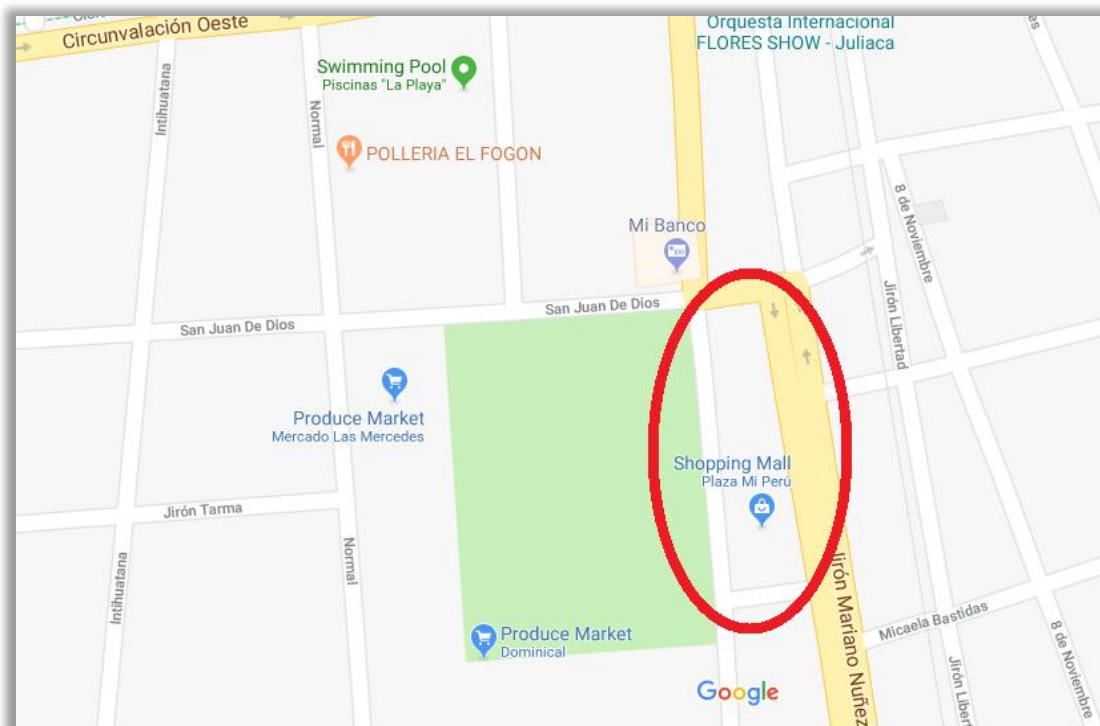 Circunvalación Oeste
Orquesta Internacional
FLORES SHOW - Juliaca
Swimming Pool
Piscinas "La Playa"
Intihuatana
Normal
POLLERIA EL FOGON
Mi Banco
8 de Noviembre
San Juan De Dios
San Juan De Dios
Jirón Libertad
Produce Market
Mercado Las Mercedes
Shopping Mall
Plaza Mi Perú
Jirón Tarma
Intihuatana
Normal
Jirón Mariano Nuñez
Micaela Bastidas
8 de Noviembre
Produce Market
Dominical
Jirón Libert
Google